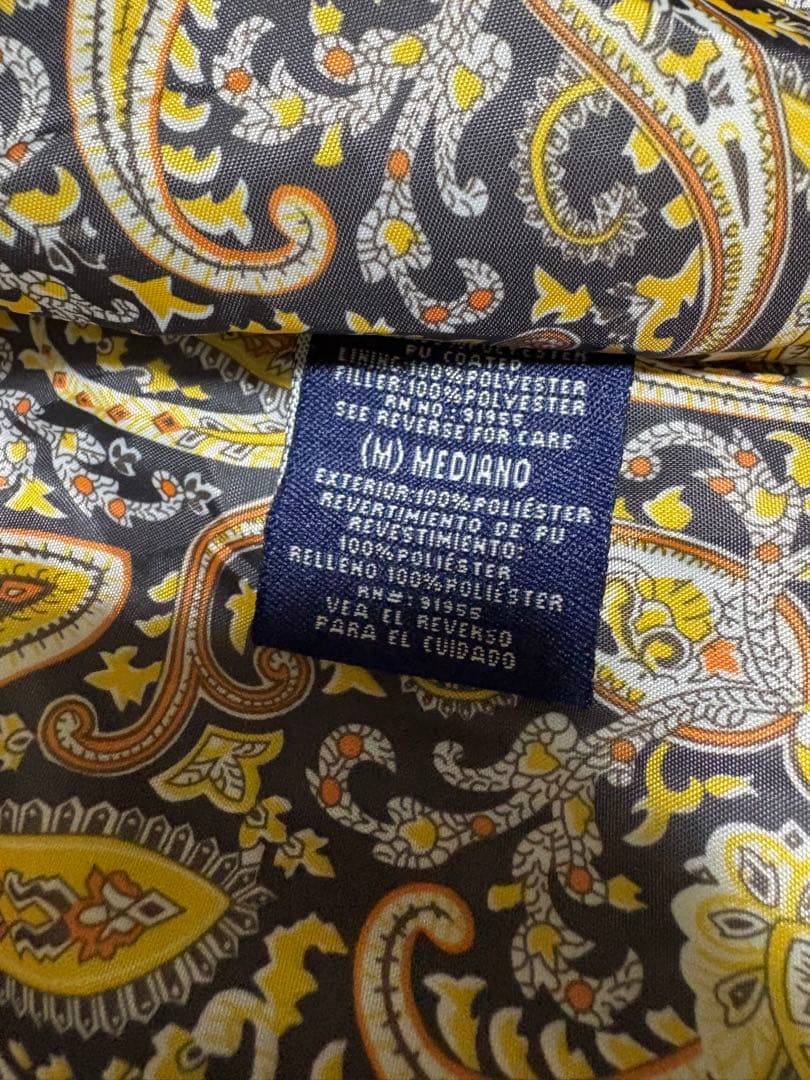 POLYESTER
PU COATED
LINING:100%POLYESTER
FILLER:100%POLYESTER
RN NO.:91955
SEE REVERSE FOR CARE
(M) MEDIANO
EXTERIOR:100%POLIÉSTER
REVERTIMIENTO DE PU
REVESTIMIENTO:
100%POLIÉSTER
RELLENO:100%POLIÉSTER
RN#:91955
VEA EL REVERSO
PARA EL CUIDADO